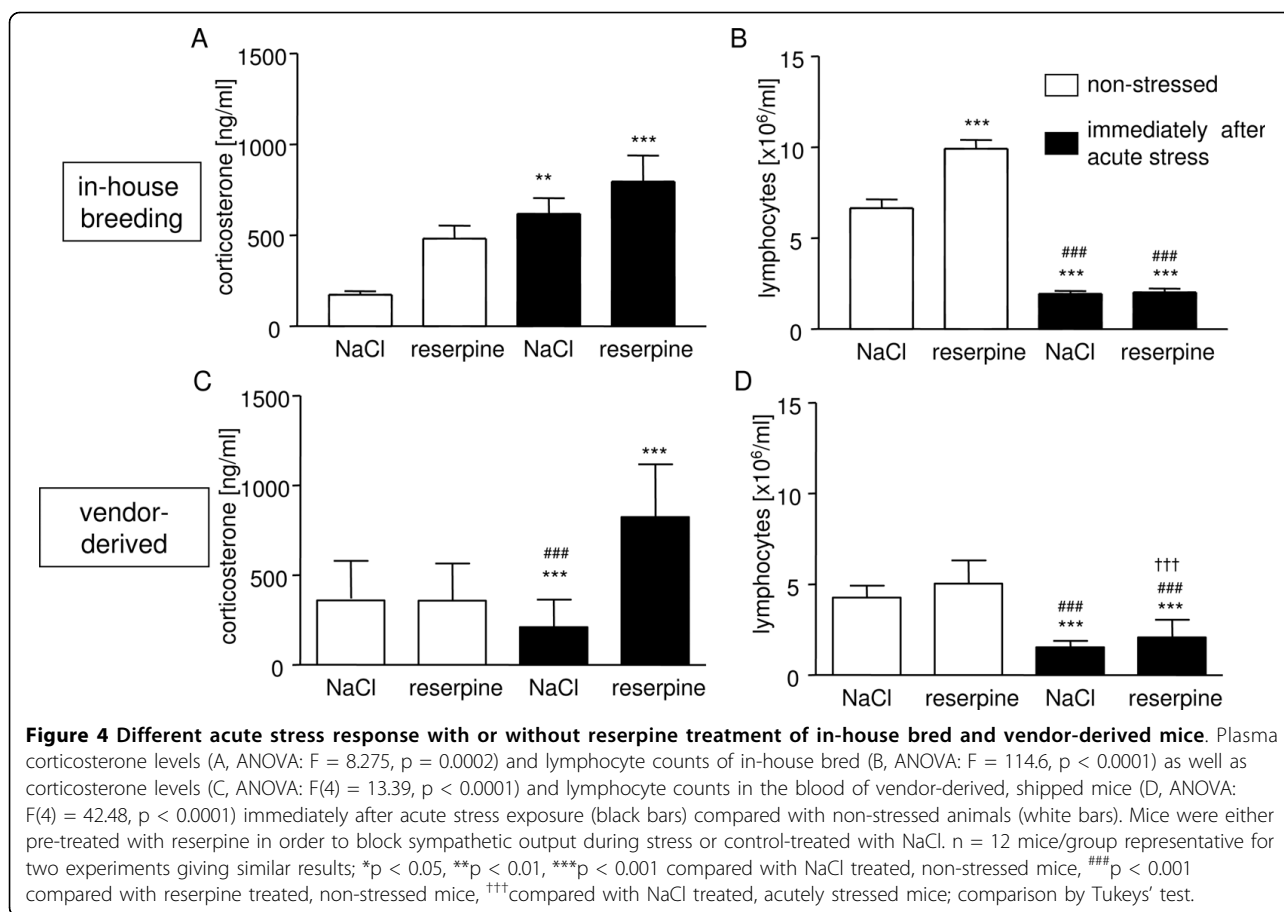 A
B
1500
1000
500
0
corticosterone [ng/ml]
**
***
NaCl reserpine NaCl reserpine
in-house
breeding
15
10
5
0
lymphocytes [x10⁶/ml]
***
###
***
###
***
NaCl reserpine NaCl reserpine
non-stressed
immediately after
acute stress
C
D
1500
1000
500
0
corticosterone [ng/ml]
###
***
***
NaCl reserpine NaCl reserpine
vendor-
derived
15
10
5
0
lymphocytes [x10⁶/ml]
###
***
†††
###
***
NaCl reserpine NaCl reserpine
Figure 4 Different acute stress response with or without reserpine treatment of in-house bred and vendor-derived mice. Plasma
corticosterone levels (A, ANOVA: F = 8.275, p = 0.0002) and lymphocyte counts of in-house bred (B, ANOVA: F = 114.6, p < 0.0001) as well as
corticosterone levels (C, ANOVA: F(4) = 13.39, p < 0.0001) and lymphocyte counts in the blood of vendor-derived, shipped mice (D, ANOVA:
F(4) = 42.48, p < 0.0001) immediately after acute stress exposure (black bars) compared with non-stressed animals (white bars). Mice were either
pre-treated with reserpine in order to block sympathetic output during stress or control-treated with NaCl. n = 12 mice/group representative for
two experiments giving similar results; *p < 0.05, **p < 0.01, ***p < 0.001 compared with NaCl treated, non-stressed mice, ###p < 0.001
compared with reserpine treated, non-stressed mice, †††compared with NaCl treated, acutely stressed mice; comparison by Tukeys' test.